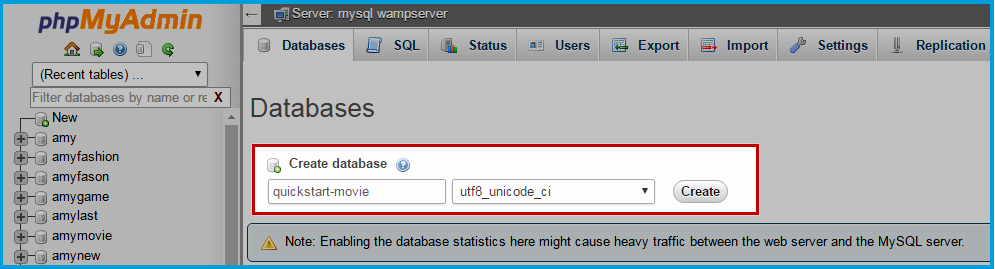 phpMyAdmin
(Recent tables) ...
Filter databases by name or re X
New
amy
amyfashion
amyfason
amygame
amylast
amymovie
amynew
Server: mysql wampserver
Databases SQL Status Users Export Import Settings Replication
Databases
Create database
quickstart-movie utf8_unicode_ci Create
Note: Enabling the database statistics here might cause heavy traffic between the web server and the MySQL server.